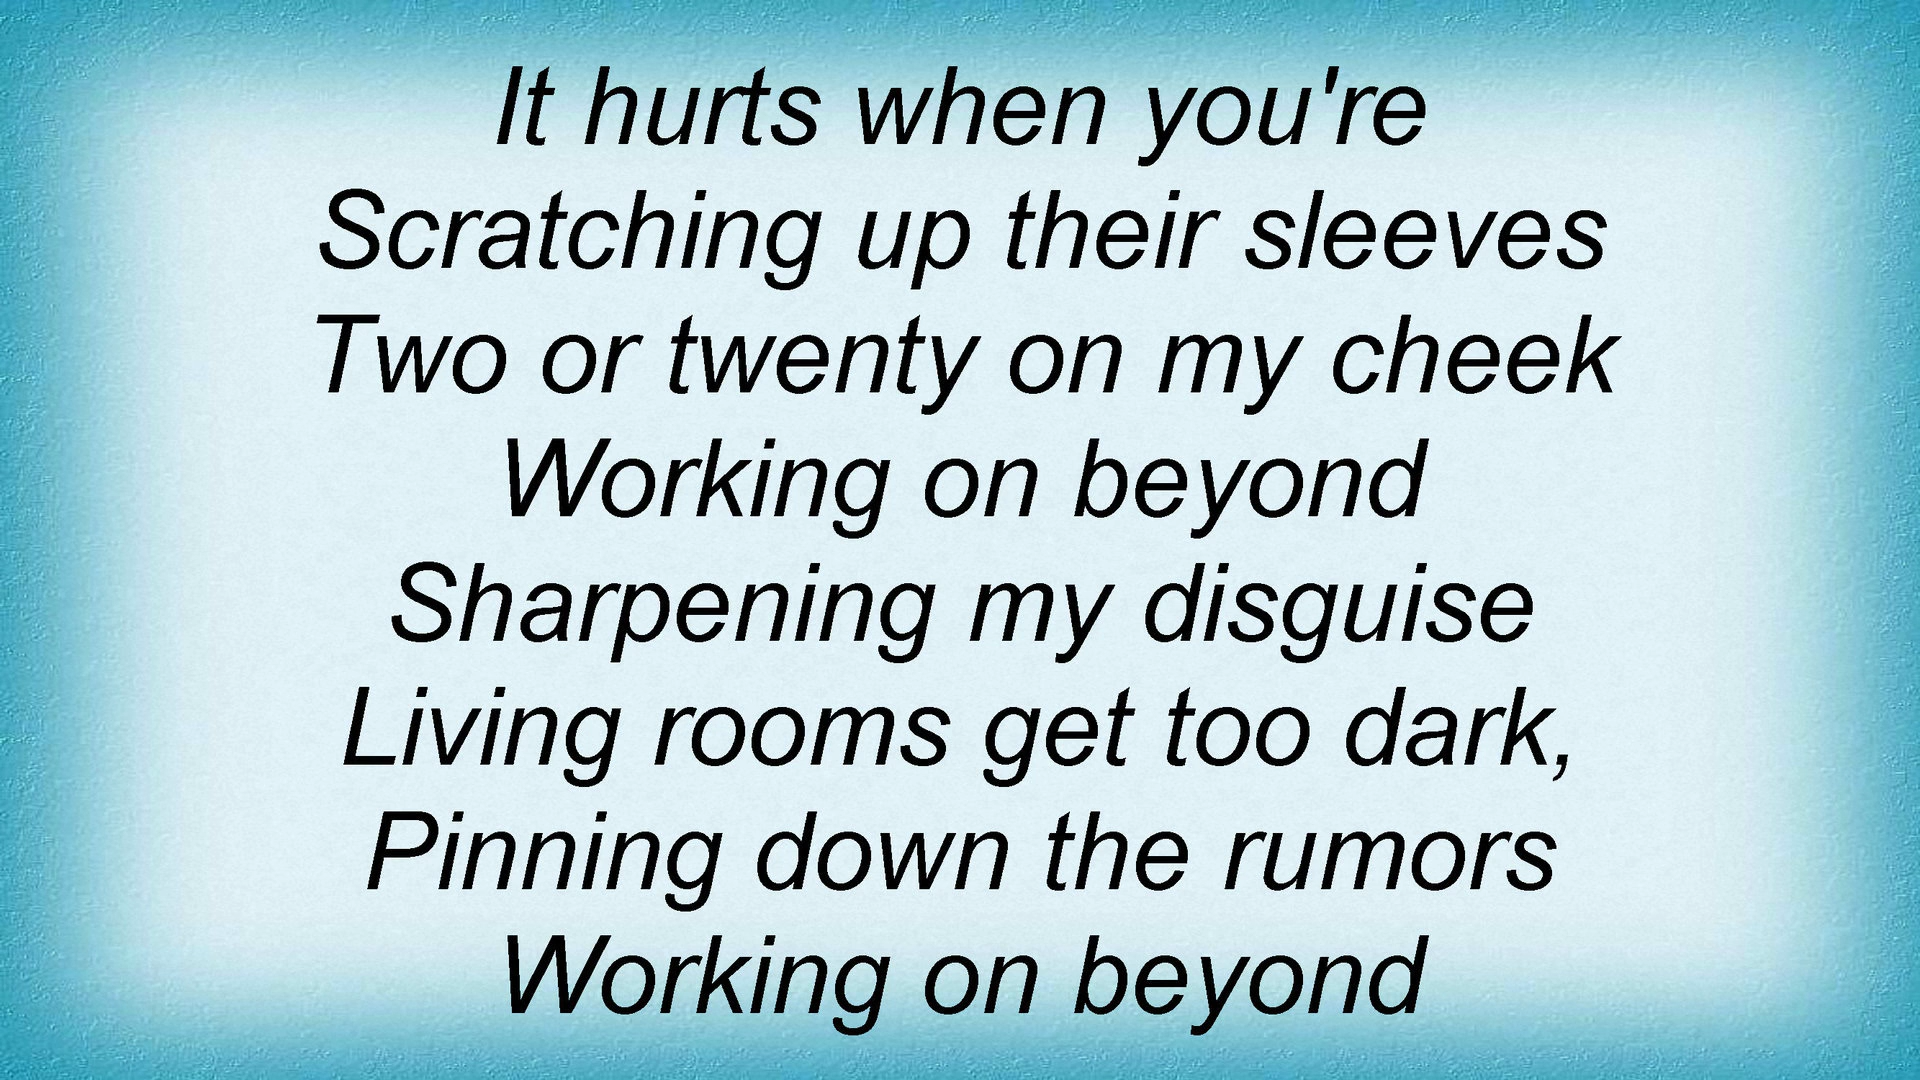 It hurts when you're
Scratching up their sleeves
Two or twenty on my cheek
Working on beyond
Sharpening my disguise
Living rooms get too dark,
Pinning down the rumors
Working on beyond